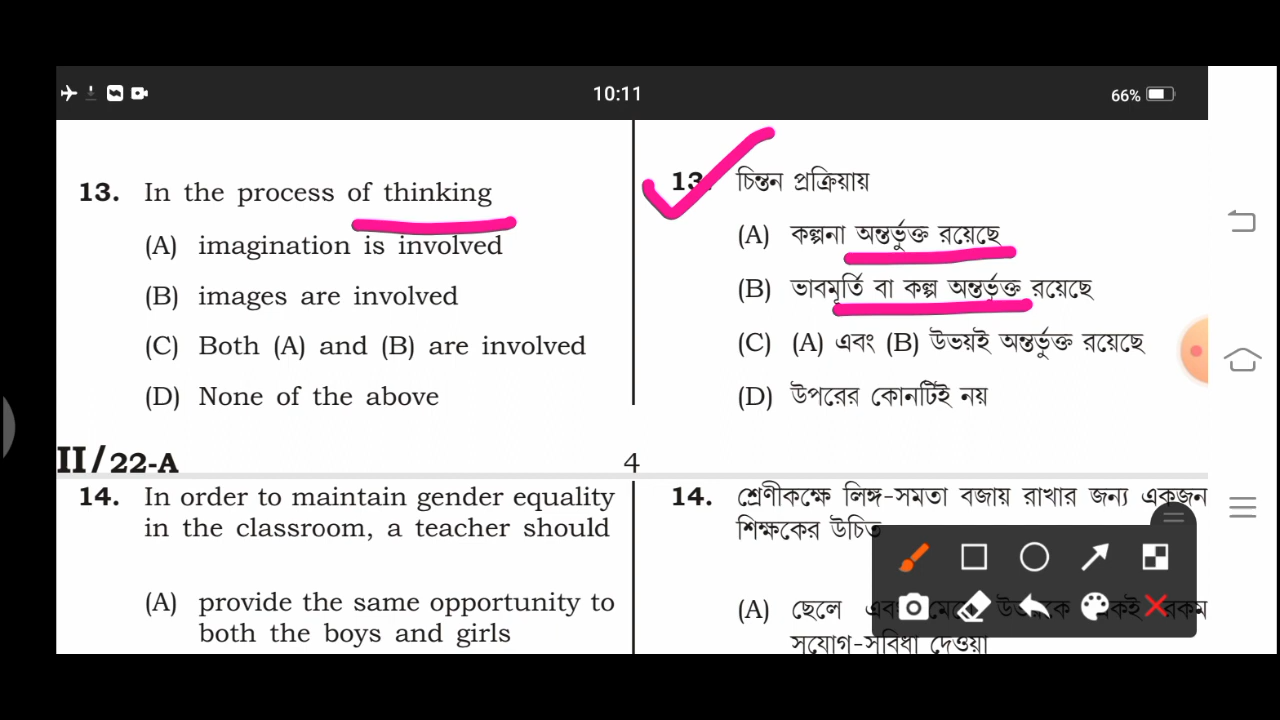 10:11
66%
13. In the process of thinking
(A) imagination is involved
(B) images are involved
(C) Both (A) and (B) are involved
(D) None of the above
13. চিন্তন প্রক্রিয়ায়
(A) কল্পনা অন্তর্ভুক্ত রয়েছে
(B) ভাবমূর্তি বা কল্প অন্তর্ভুক্ত রয়েছে
(C) (A) এবং (B) উভয়ই অন্তর্ভুক্ত রয়েছে
(D) উপরের কোনটিই নয়
II/22-A
4
14. In order to maintain gender equality
in the classroom, a teacher should
(A) provide the same opportunity to
both the boys and girls
14. শ্রেণীকক্ষে লিঙ্গ-সমতা বজায় রাখার জন্য একজন
শিক্ষকের উচিত
(A) ছেলে
সুযোগ-সুবিধা দেওয়া